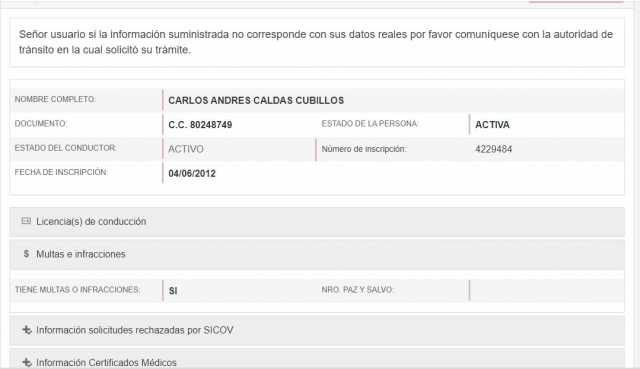 Señor usuario si la información suministrada no corresponde con sus datos reales por favor comuníquese con la autoridad de
tránsito en la cual solicitó su trámite.
NOMBRE COMPLETO: CARLOS ANDRES CALDAS CUBILLOS
DOCUMENTO: C.C. 80248749 ESTADO DE LA PERSONA: ACTIVA
ESTADO DEL CONDUCTOR: ACTIVO Número de inscripción: 4229484
FECHA DE INSCRIPCIÓN: 04/06/2012
Licencia(s) de conducción
$ Multas e infracciones
TIENE MULTAS O INFRACCIONES: SI NRO. PAZ Y SALVO:
Información solicitudes rechazadas por SICOV
Información Certificados Médicos